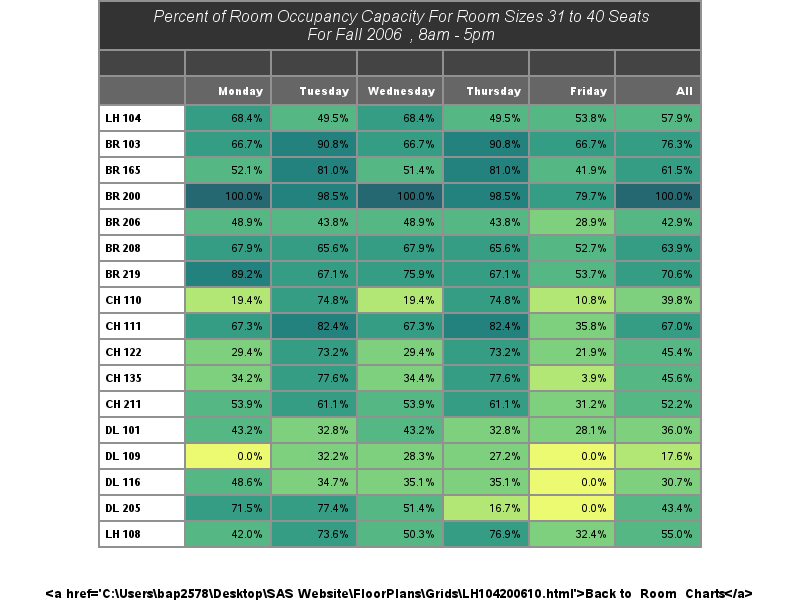 Percent of Room Occupancy Capacity For Room Sizes 31 to 40 Seats
For Fall 2006 , 8am - 5pm
Monday Tuesday Wednesday Thursday Friday All
LH 104 68.4% 49.5% 68.4% 49.5% 53.8% 57.9%
BR 103 66.7% 90.8% 66.7% 90.8% 66.7% 76.3%
BR 165 52.1% 81.0% 51.4% 81.0% 41.9% 61.5%
BR 200 100.0% 98.5% 100.0% 98.5% 79.7% 100.0%
BR 206 48.9% 43.8% 48.9% 43.8% 28.9% 42.9%
BR 208 67.9% 65.6% 67.9% 65.6% 52.7% 63.9%
BR 219 89.2% 67.1% 75.9% 67.1% 53.7% 70.6%
CH 110 19.4% 74.8% 19.4% 74.8% 10.8% 39.8%
CH 111 67.3% 82.4% 67.3% 82.4% 35.8% 67.0%
CH 122 29.4% 73.2% 29.4% 73.2% 21.9% 45.4%
CH 135 34.2% 77.6% 34.4% 77.6% 3.9% 45.6%
CH 211 53.9% 61.1% 53.9% 61.1% 31.2% 52.2%
DL 101 43.2% 32.8% 43.2% 32.8% 28.1% 36.0%
DL 109 0.0% 32.2% 28.3% 27.2% 0.0% 17.6%
DL 116 48.6% 34.7% 35.1% 35.1% 0.0% 30.7%
DL 205 71.5% 77.4% 51.4% 16.7% 0.0% 43.4%
LH 108 42.0% 73.6% 50.3% 76.9% 32.4% 55.0%
<a href='C:\Users\bap2578\Desktop\SAS Website\FloorPlans\Grids\LH104200610.html'>Back to Room Charts</a>